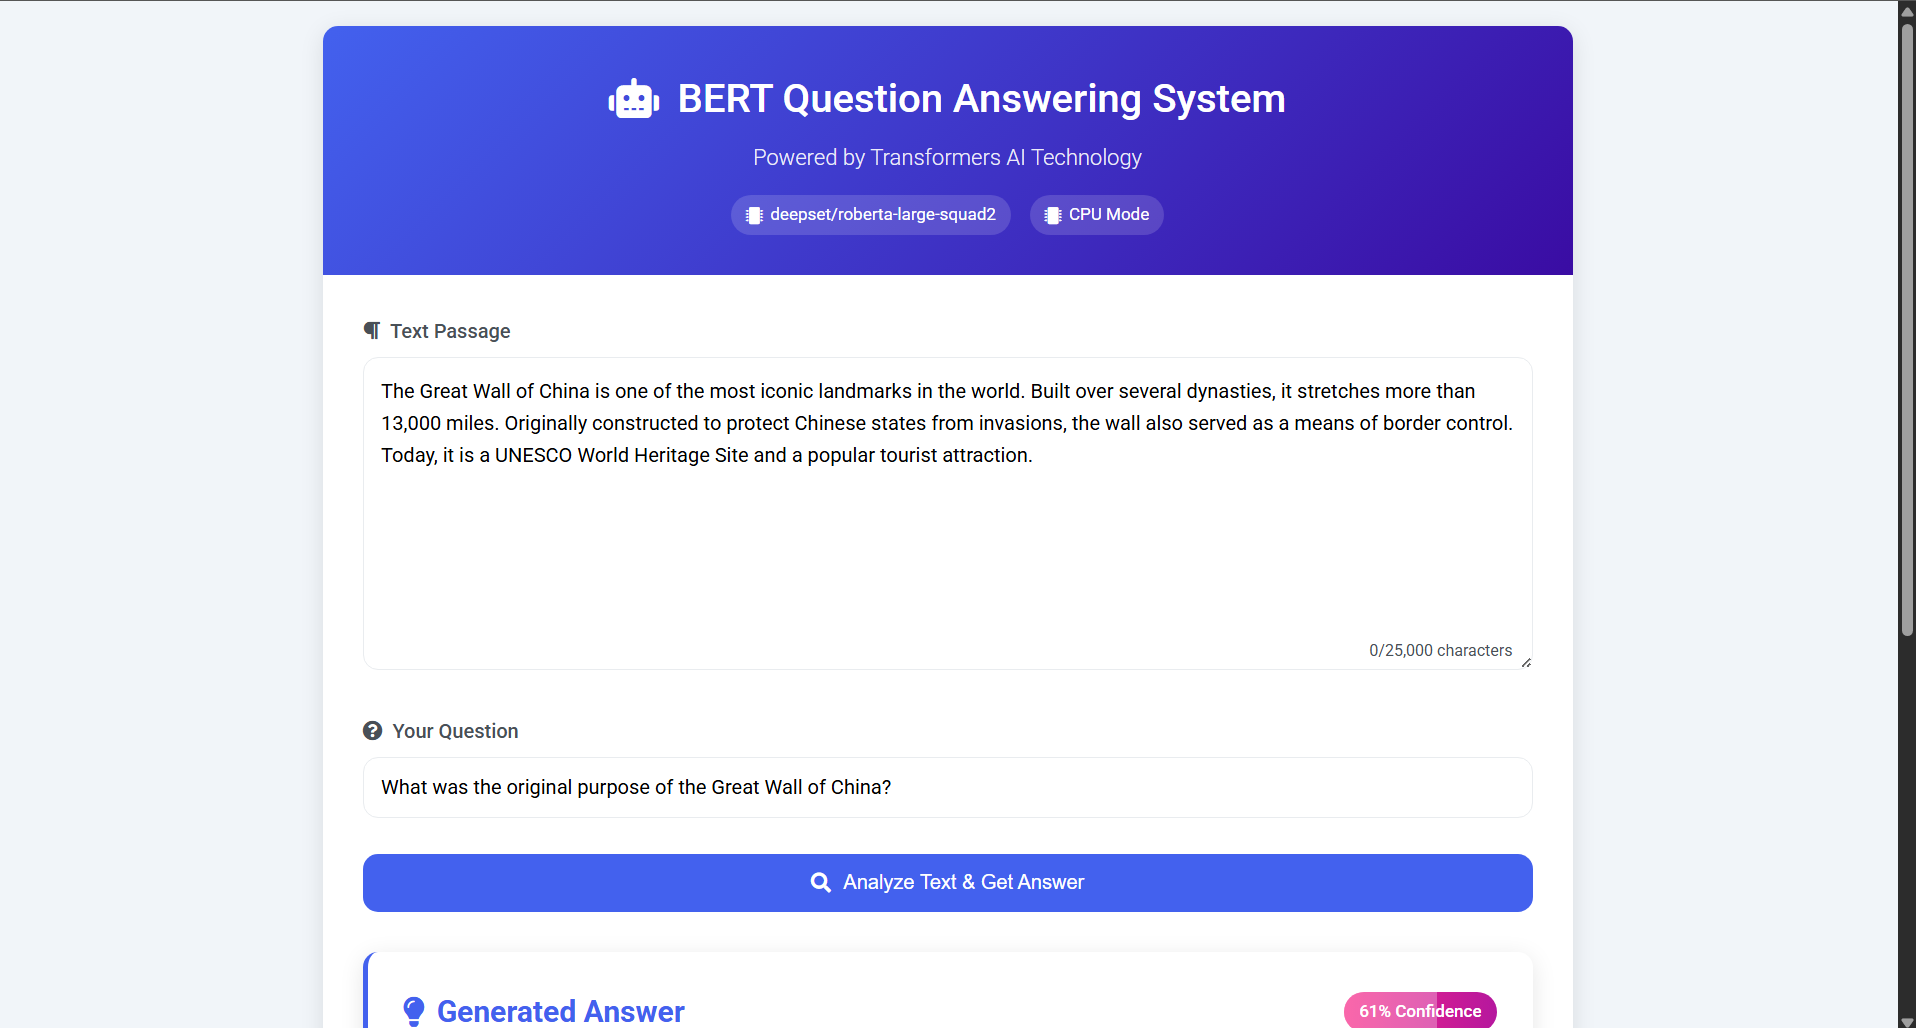 BERT Question Answering System
Powered by Transformers AI Technology
deepset/roberta-large-squad2
CPU Mode
Text Passage
The Great Wall of China is one of the most iconic landmarks in the world. Built over several dynasties, it stretches more than
13,000 miles. Originally constructed to protect Chinese states from invasions, the wall also served as a means of border control.
Today, it is a UNESCO World Heritage Site and a popular tourist attraction.
0/25,000 characters
Your Question
What was the original purpose of the Great Wall of China?
Analyze Text & Get Answer
Generated Answer
61% Confidence